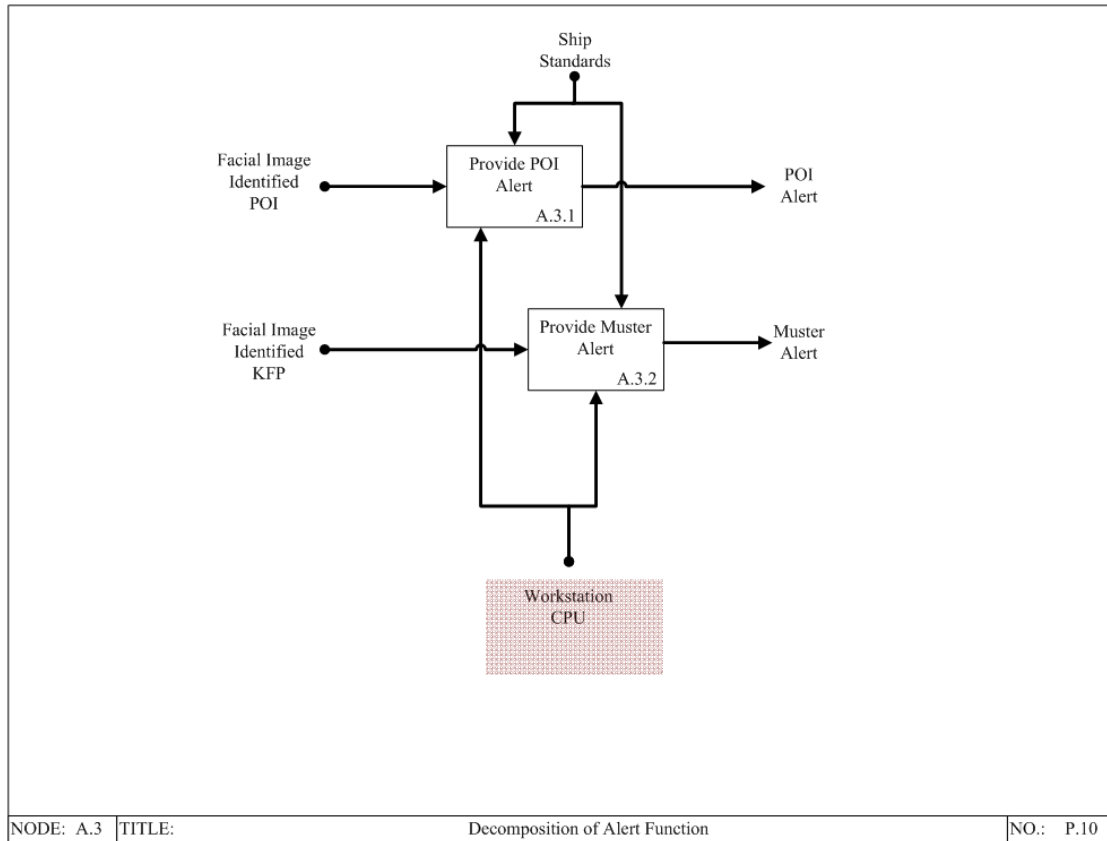 Ship
Standards
Facial Image
Identified
POI
Provide POI
Alert
A.3.1
POI
Alert
Facial Image
Identified
KFP
Provide Muster
Alert
A.3.2
Muster
Alert
Workstation
CPU
NODE: A.3 TITLE: Decomposition of Alert Function NO.: P.10